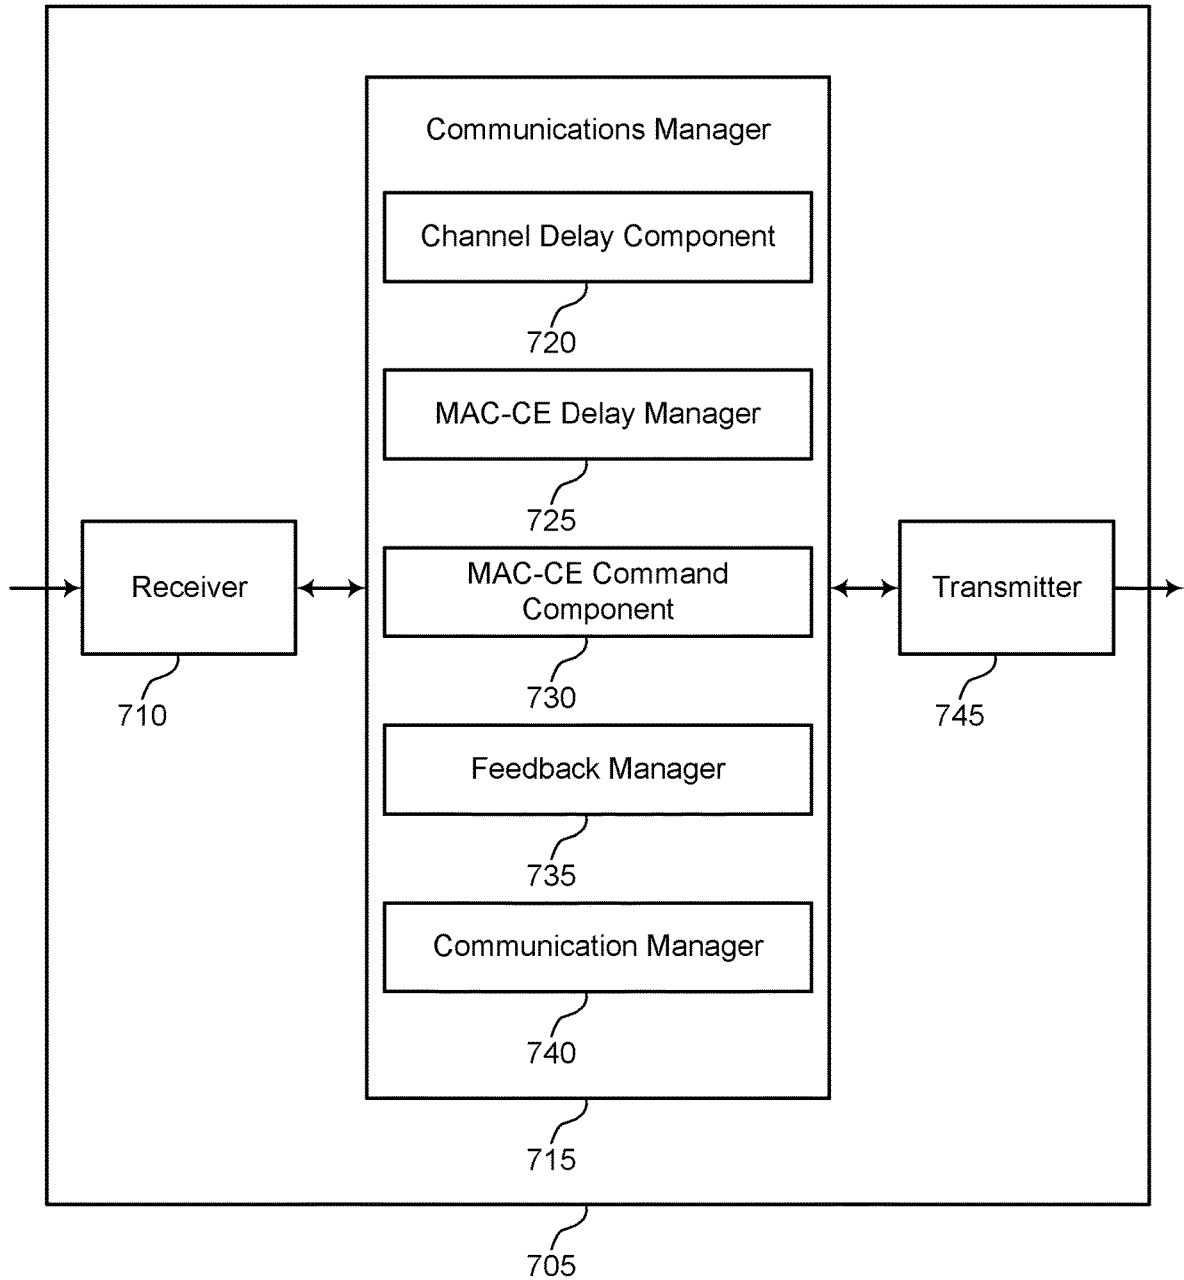 Communications Manager
Channel Delay Component
720
MAC-CE Delay Manager
725
MAC-CE Command
Component
730
Receiver
710
Transmitter
745
Feedback Manager
735
Communication Manager
740
715
705